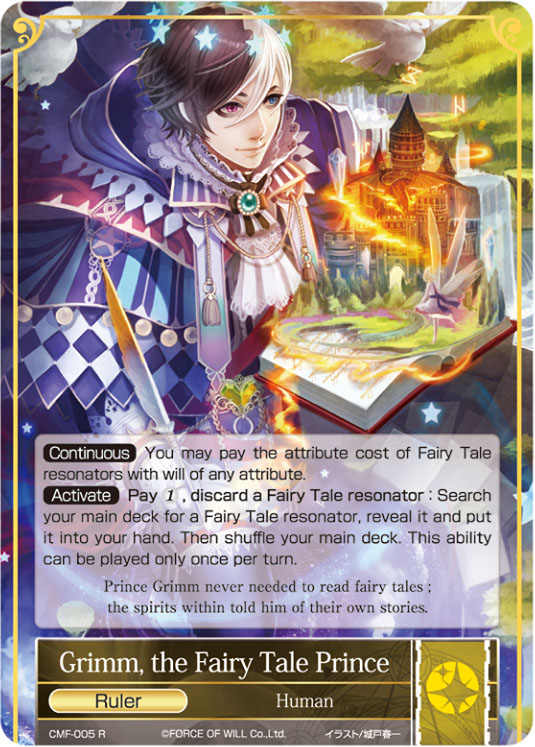 Continuous You may pay the attribute cost of Fairy Tale
resonators with will of any attribute.
Activate Pay 1 , discard a Fairy Tale resonator : Search
your main deck for a Fairy Tale resonator, reveal it and put
it into your hand. Then shuffle your main deck. This ability
can be played only once per turn.
Prince Grimm never needed to read fairy tales ;
the spirits within told him of their own stories.
Grimm, the Fairy Tale Prince
Ruler Human
CMF-005 R ©FORCE OF WILL Co.,Ltd. イラスト/城戸春一